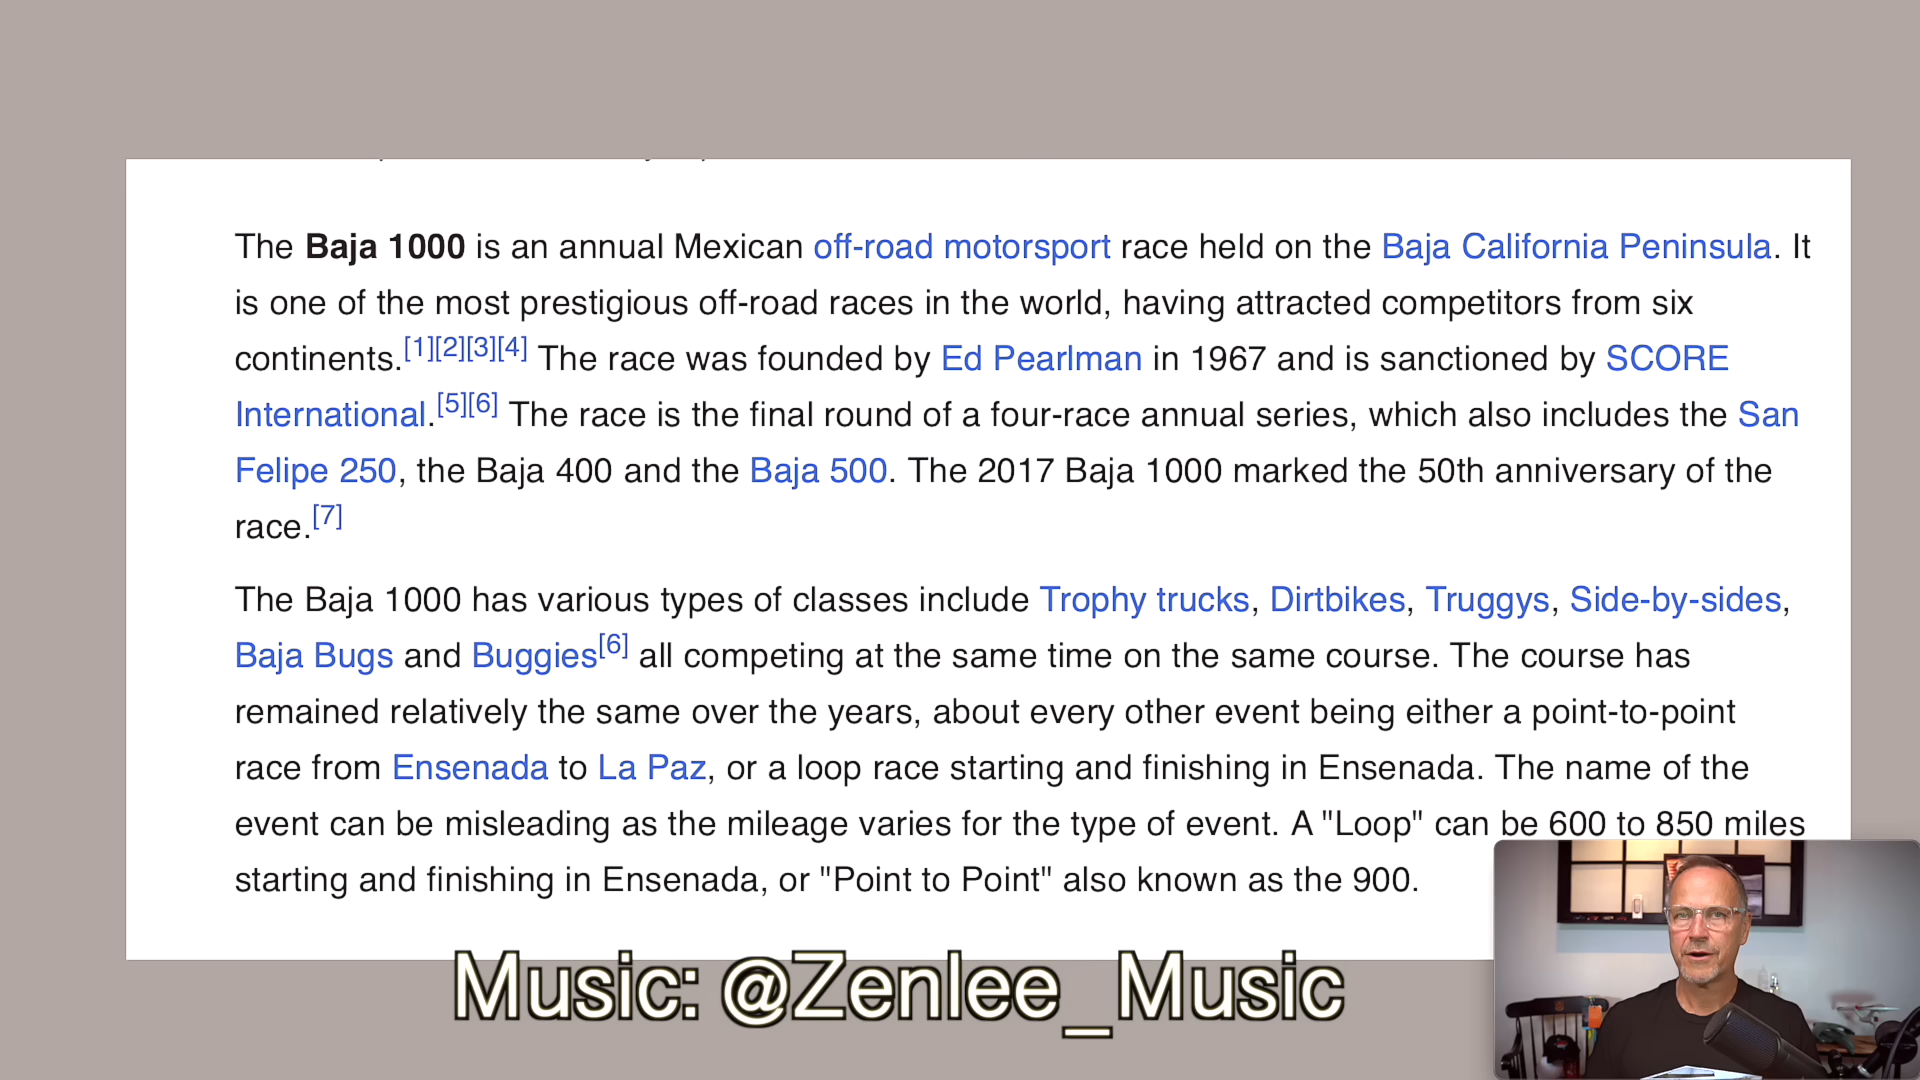 The Baja 1000 is an annual Mexican off-road motorsport race held on the Baja California Peninsula. It
is one of the most prestigious off-road races in the world, having attracted competitors from six
continents.[1][2][3][4] The race was founded by Ed Pearlman in 1967 and is sanctioned by SCORE
International.[5][6] The race is the final round of a four-race annual series, which also includes the San
Felipe 250, the Baja 400 and the Baja 500. The 2017 Baja 1000 marked the 50th anniversary of the
race.[7]
The Baja 1000 has various types of classes include Trophy trucks, Dirtbikes, Truggys, Side-by-sides,
Baja Bugs and Buggies[6] all competing at the same time on the same course. The course has
remained relatively the same over the years, about every other event being either a point-to-point
race from Ensenada to La Paz, or a loop race starting and finishing in Ensenada. The name of the
event can be misleading as the mileage varies for the type of event. A "Loop" can be 600 to 850 miles
starting and finishing in Ensenada, or "Point to Point" also known as the 900.
Music: @Zenlee_Music